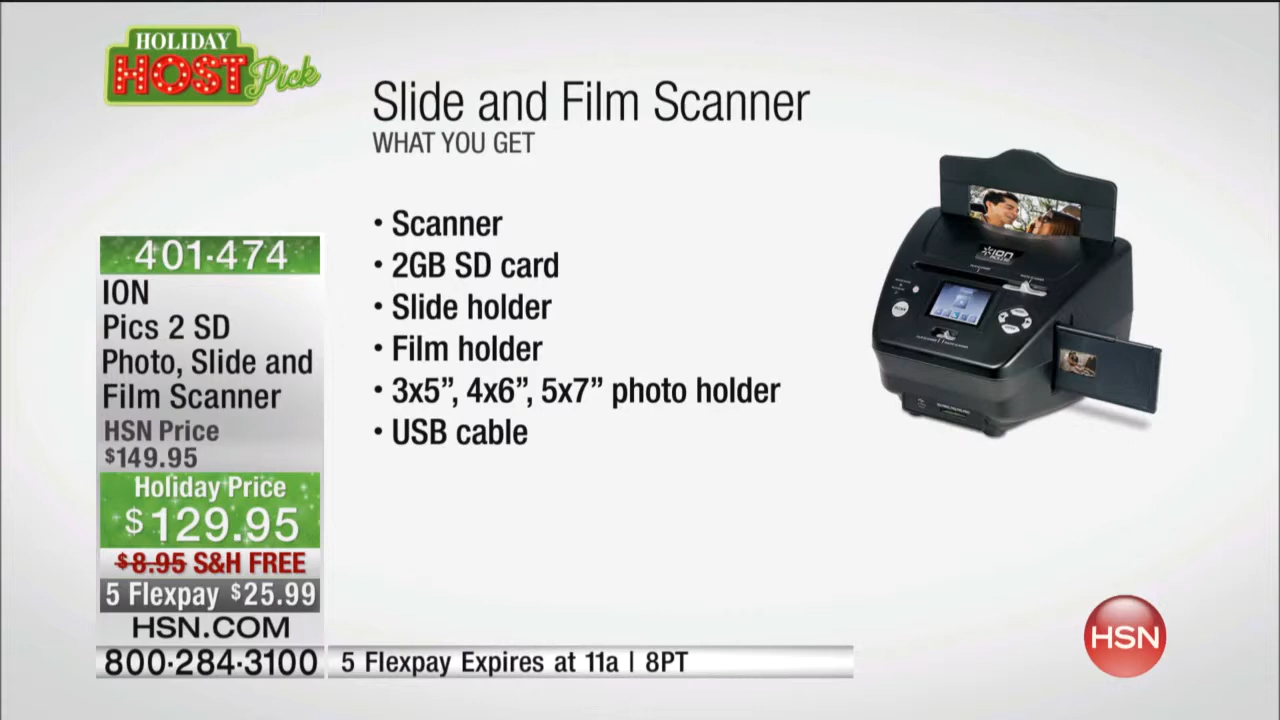 HOLIDAY
HOST
Pick
Slide and Film Scanner
WHAT YOU GET
• Scanner
• 2GB SD card
• Slide holder
• Film holder
• 3x5”, 4x6”, 5x7” photo holder
• USB cable
401·474
ION
Pics 2 SD
Photo, Slide and
Film Scanner
HSN Price
$149.95
Holiday Price
$129.95
$8.95 S&H FREE
5 Flexpay $25.99
HSN.COM
800·284·3100
5 Flexpay Expires at 11a | 8PT
ION
HSN